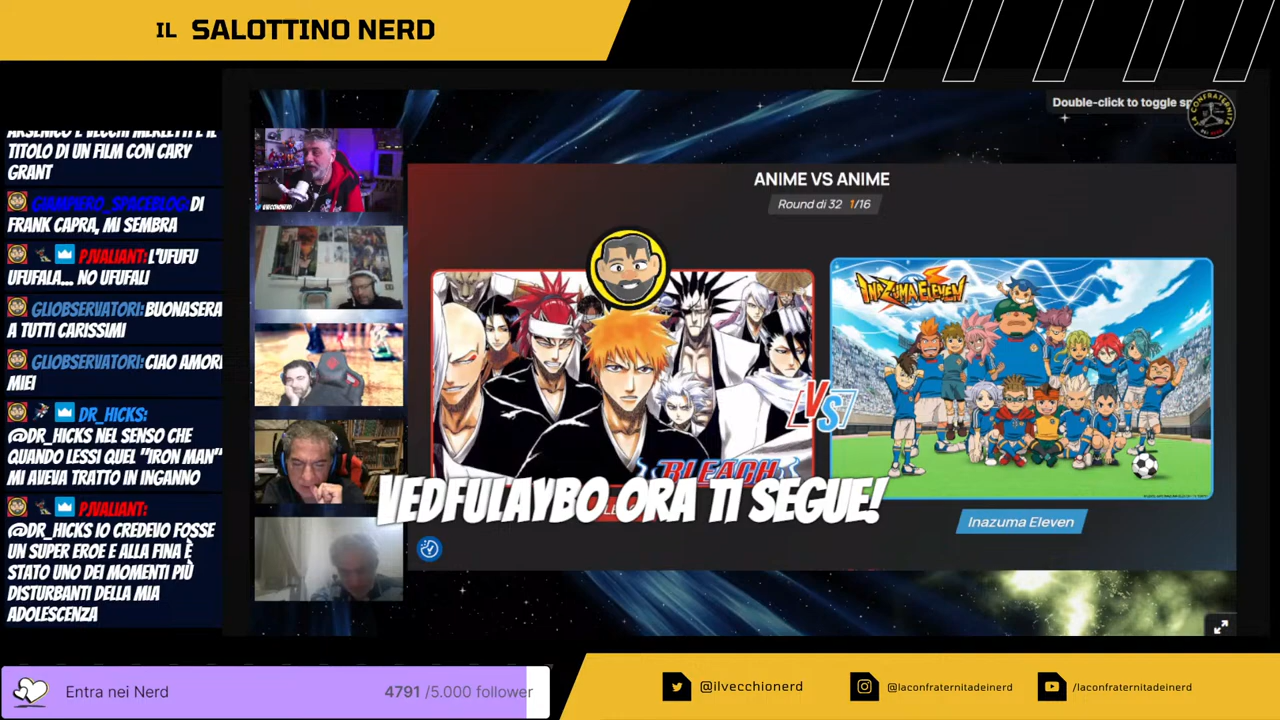 IL SALOTTINO NERD
ARSENICO E VECCHI MERLETTI È IL
TITOLO DI UN FILM CON CARY
GRANT
GIAMPIERO_SPACEBLOG: DI
FRANK CAPRA, MI SEMBRA
PJVALIANT: L'UFUFU
UFUFALA... NO UFUFALI
GLIOBSERVATORI: BUONASERA
A TUTTI CARISSIMI
GLIOBSERVATORI: CIAO AMORI
MIEI
DR_HICKS:
@DR_HICKS NEL SENSO CHE
QUANDO LESSI QUEL "IRON MAN"
MI AVEVA TRATTO IN INGANNO
PJVALIANT:
@DR_HICKS IO CREDEVO FOSSE
UN SUPER EROE E ALLA FINA È
STATO UNO DEI MOMENTI PIÙ
DISTURBANTI DELLA MIA
ADOLESCENZA
Double-click to toggle sp
LA CONFRATERNITA
DEI NERD
@ILVECCHIONERD
ANIME VS ANIME
Round di 32 1/16
BLEACH
VS
INAZUMA ELEVEN
VEDFULAYBO ORA TI SEGUE!
Inazuma Eleven
Entra nei Nerd
4791 /5.000 follower
@ilvecchionerd
@laconfraternitadeinerd
/laconfraternitadeinerd